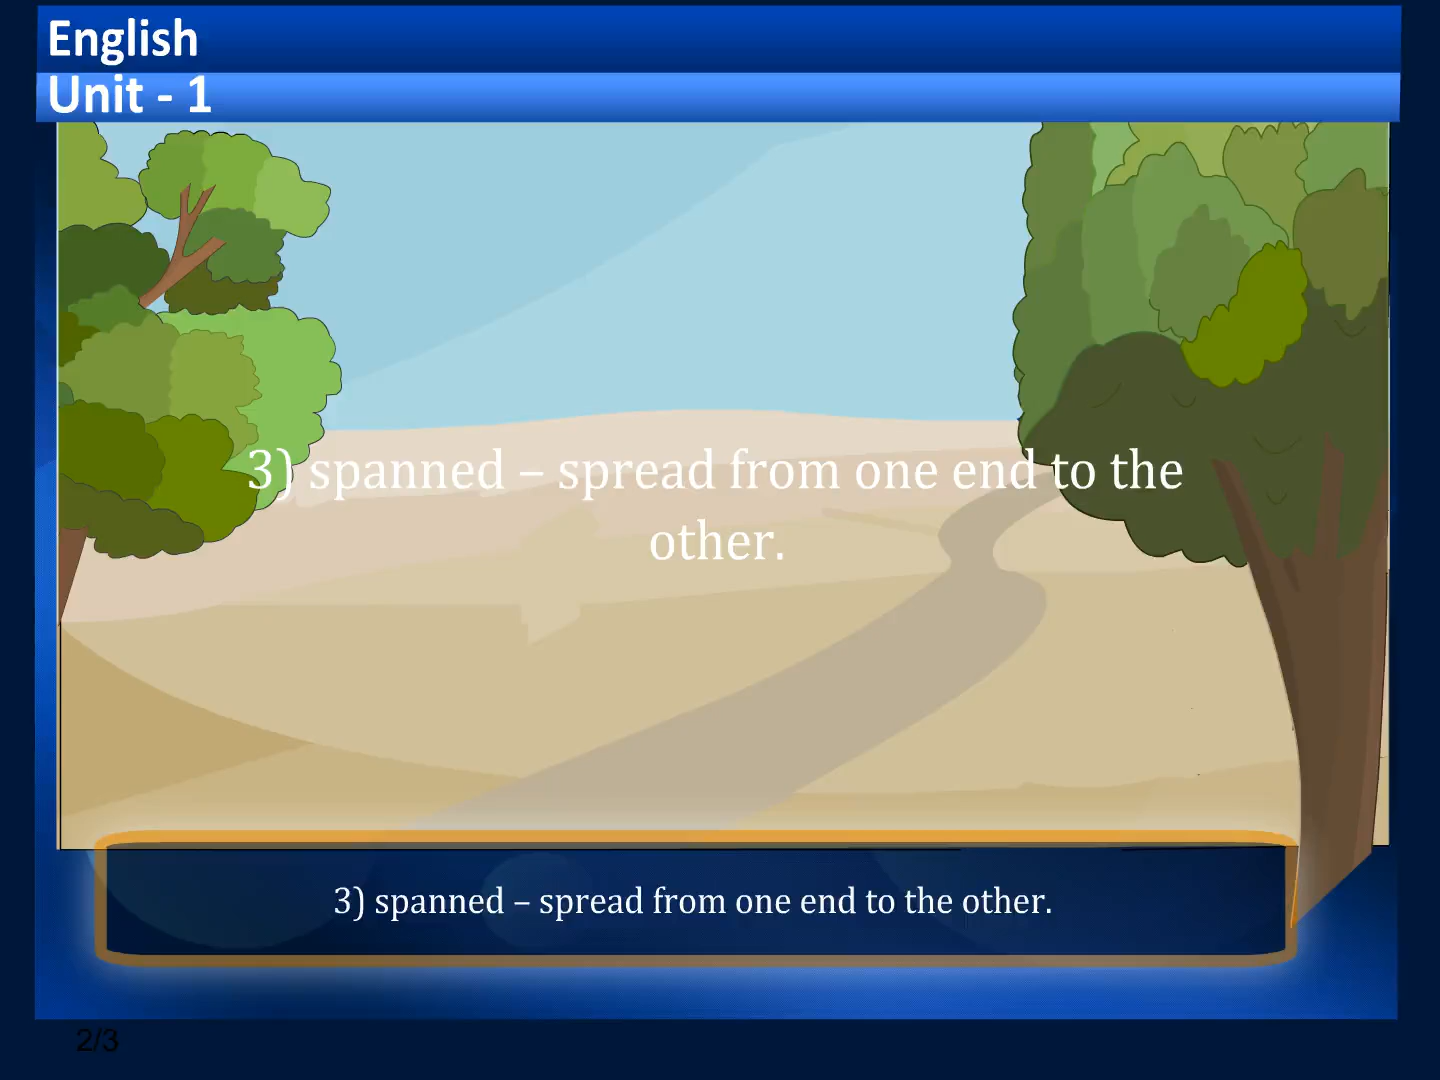 English
Unit - 1
3) spanned – spread from one end to the
other.
3) spanned – spread from one end to the other.
2/3